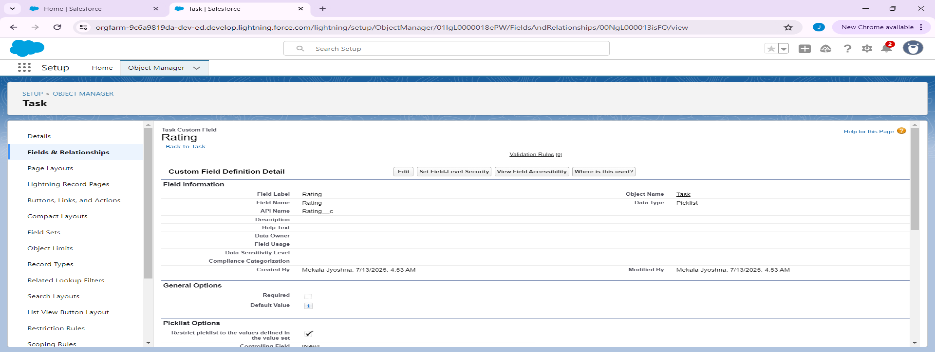 Home | Salesforce
Task | Salesforce
orgfarm-9c6a9819da-dev-ed.develop.lightning.force.com/lightning/setup/ObjectManager/01IgL0000018ePW/FieldsAndRelationships/00NgL000013isFO/view
New Chrome available
Search Setup
2
Setup
Home
Object Manager
SETUP > OBJECT MANAGER
Task
Details
Fields & Relationships
Page Layouts
Lightning Record Pages
Buttons, Links, and Actions
Compact Layouts
Field Sets
Object Limits
Record Types
Related Lookup Filters
Search Layouts
List View Button Layout
Restriction Rules
Scoping Rules
Task Custom Field
Rating
Back to Task
Help for this Page
Validation Rules [0]
Custom Field Definition Detail
Edit Set Field-Level Security View Field Accessibility Where is this used?
Field Information
Field Label Rating Object Name Task
Field Name Rating Data Type Picklist
API Name Rating__c
Description
Help Text
Data Owner
Field Usage
Data Sensitivity Level
Compliance Categorization
Created By Mekala Jyoshna, 7/13/2025, 4:53 AM Modified By Mekala Jyoshna, 7/13/2025, 4:53 AM
General Options
Required
Default Value
Picklist Options
Restrict picklist to the values defined in
the value set
Controlling Field